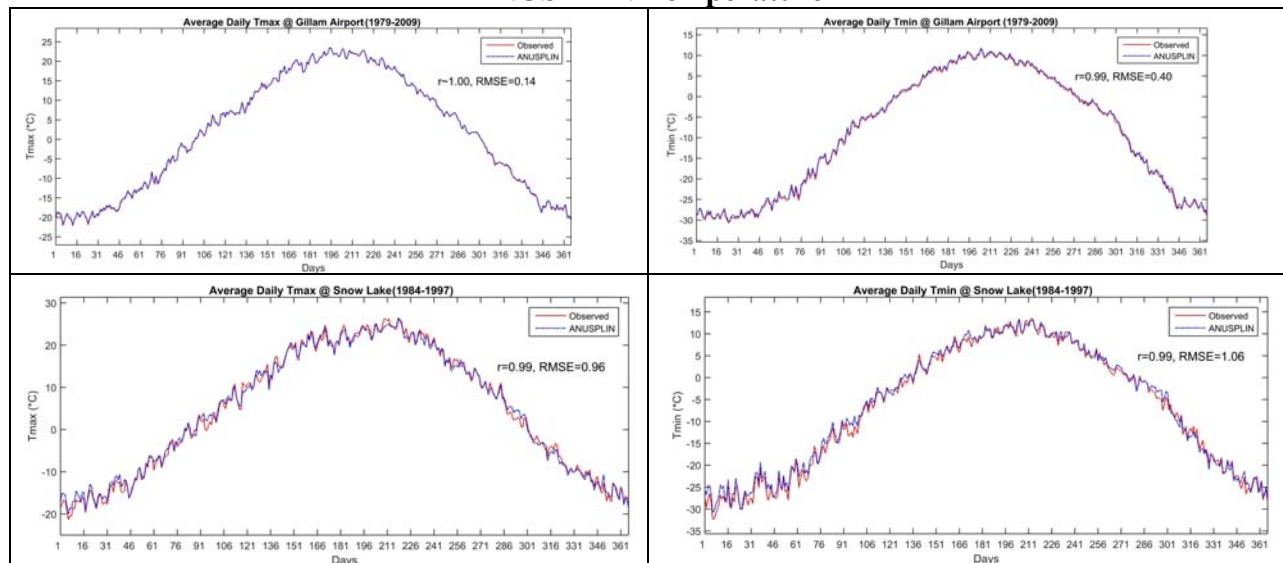 Average Daily Tmax @ Gillam Airport (1979-2009)
Observed
ANUSPLIN
r~1.00, RMSE=0.14
Tmax (°C)
25
20
15
10
5
0
-5
-10
-15
-20
-25
1 16 31 46 61 76 91 106 121 136 151 166 181 196 211 226 241 256 271 286 301 316 331 346 361
Days
Average Daily Tmin @ Gillam Airport (1979-2009)
Observed
ANUSPLIN
r=0.99, RMSE=0.40
Tmin (°C)
15
10
5
0
-5
-10
-15
-20
-25
-30
-35
1 16 31 46 61 76 91 106 121 136 151 166 181 196 211 226 241 256 271 286 301 316 331 346 361
Days
Average Daily Tmax @ Snow Lake(1984-1997)
Observed
ANUSPLIN
r=0.99, RMSE=0.96
Tmax (°C)
30
20
10
0
-10
-20
1 16 31 46 61 76 91 106 121 136 151 166 181 196 211 226 241 256 271 286 301 316 331 346 361
Days
Average Daily Tmin @ Snow Lake(1984-1997)
Observed
ANUSPLIN
r=0.99, RMSE=1.06
Tmin (°C)
15
10
5
0
-5
-10
-15
-20
-25
-30
-35
1 16 31 46 61 76 91 106 121 136 151 166 181 196 211 226 241 256 271 286 301 316 331 346 361
Days